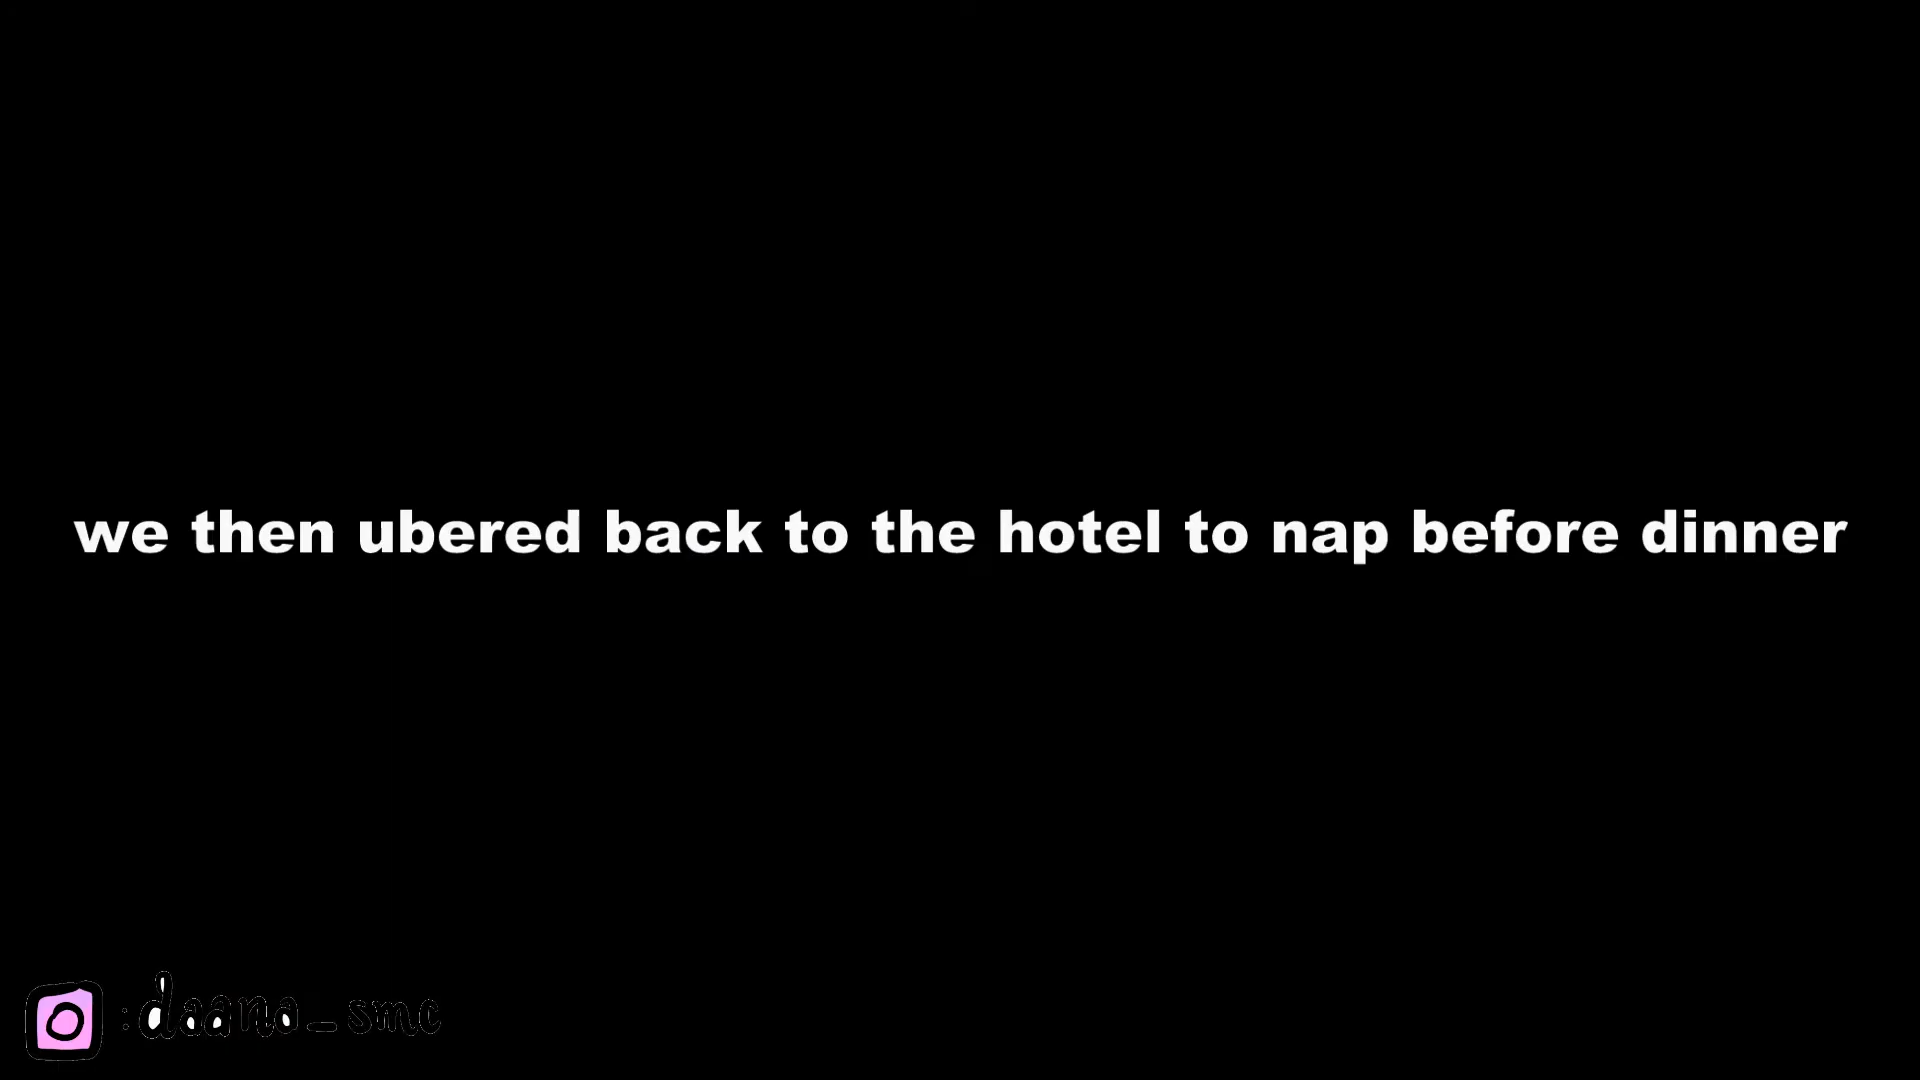 we then ubered back to the hotel to nap before dinner
:daana_smc